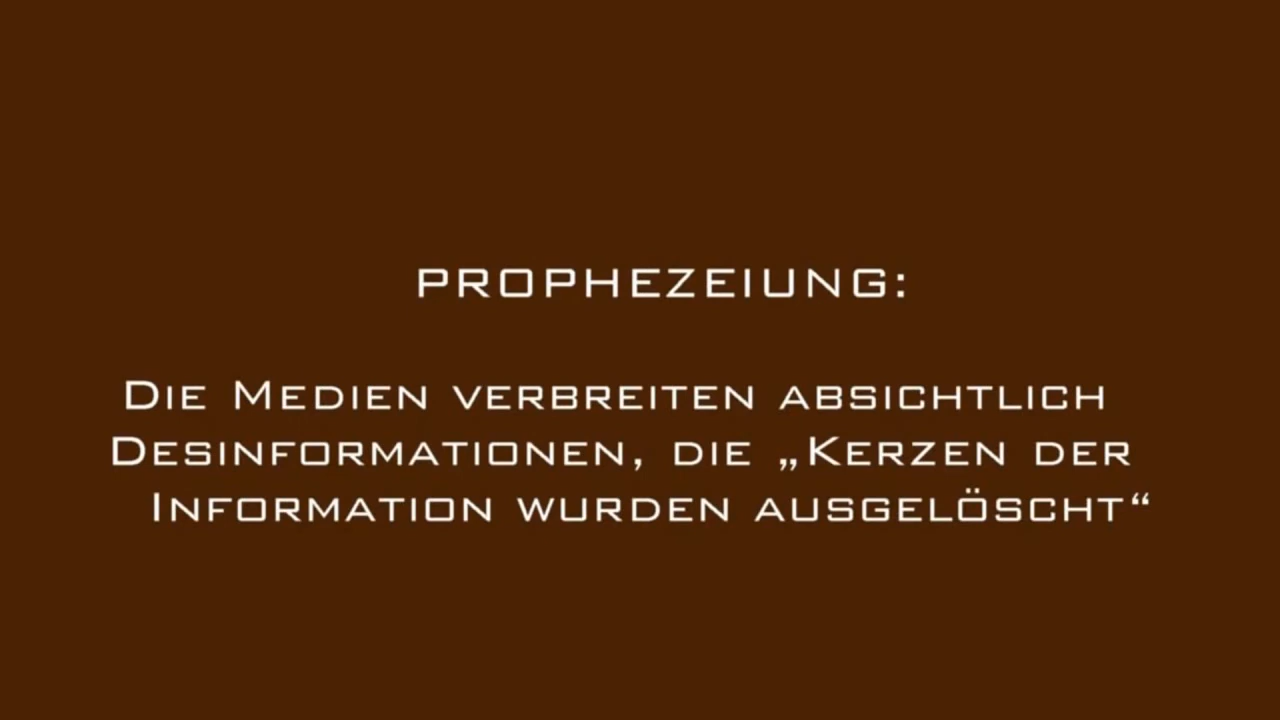 PROPHEZEIUNG:
Die Medien verbreiten absichtlich
Desinformationen, die „Kerzen der
Information wurden ausgelöscht“